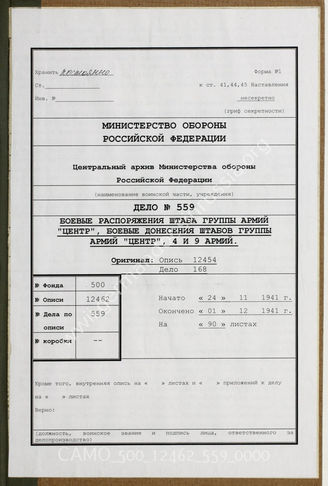 Хранить постоянно
Форма №1
Св.
к ст. 41,44,45 Наставления
Инв. №
несекретно
(гриф секретности)
МИНИСТЕРСТВО ОБОРОНЫ
РОССИЙСКОЙ ФЕДЕРАЦИИ
Центральный архив Министерства обороны
Российской Федерации
(наименование воинской части, учреждения)
ДЕЛО № 559
БОЕВЫЕ РАСПОРЯЖЕНИЯ ШТАБА ГРУППЫ АРМИЙ
"ЦЕНТР", БОЕВЫЕ ДОНЕСЕНИЯ ШТАБОВ ГРУППЫ
АРМИЙ "ЦЕНТР", 4 И 9 АРМИЙ.
Оригинал: Опись 12454
Дело 168
№ Фонда 500
№ Описи 12462
№ Дела по описи 559
№ коробки --
Начато « 24 » 11 1941 г.
Окончено « 01 » 12 1941 г.
На « 90 » листах
Кроме того, внутренняя опись на « » листах и « » приложений к делу
на « » листах
Верно:
(должность, воинское звание и подпись лица, ответственного за
делопроизводство)
CAMO_500_12462_559_0000